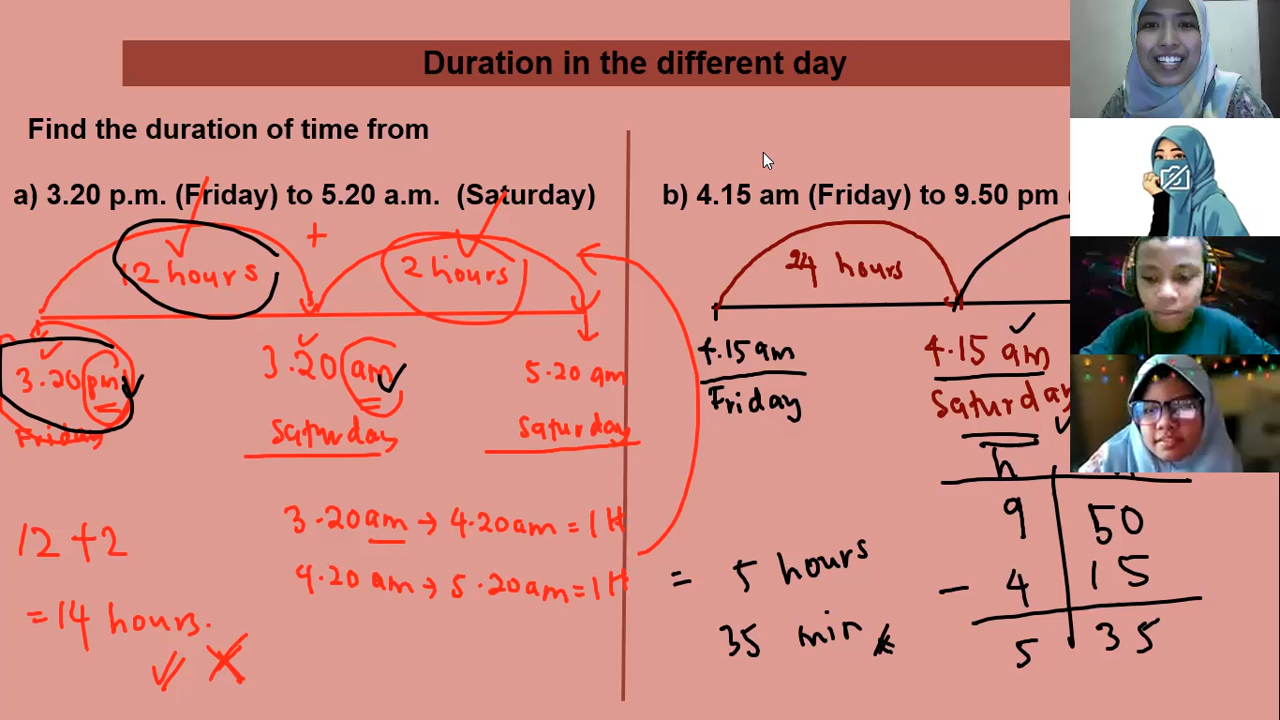 Duration in the different day
Find the duration of time from
a) 3.20 p.m. (Friday) to 5.20 a.m. (Saturday)
12 hours + 2 hours
3.20 pm 3.20 am 5.20 am
Friday Saturday Saturday
3.20 am → 4.20 am = 1 H
4.20 am → 5.20 am = 1 H
12 + 2
= 14 hours.
b) 4.15 am (Friday) to 9.50 pm (
24 hours
4.15 am 4.15 am
Friday Saturday
h
9 50
- 4 15
5 35
= 5 hours
35 min